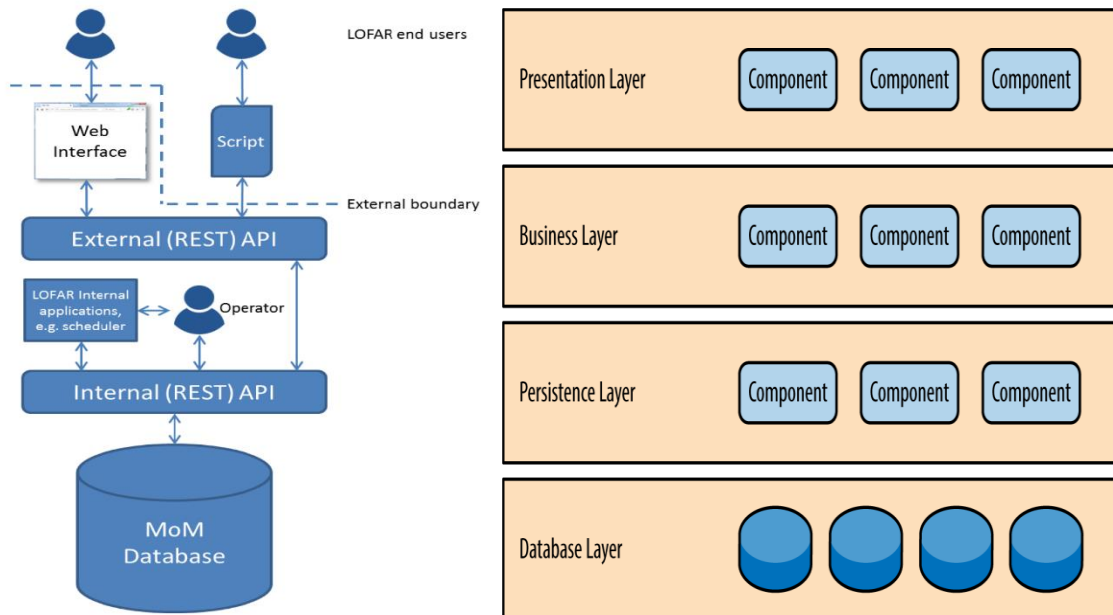 LOFAR end users
Web
Interface
Script
External boundary
External (REST) API
LOFAR Internal
applications,
e.g. scheduler
Operator
Internal (REST) API
MoM
Database
Presentation Layer
Component
Component
Component
Business Layer
Component
Component
Component
Persistence Layer
Component
Component
Component
Database Layer